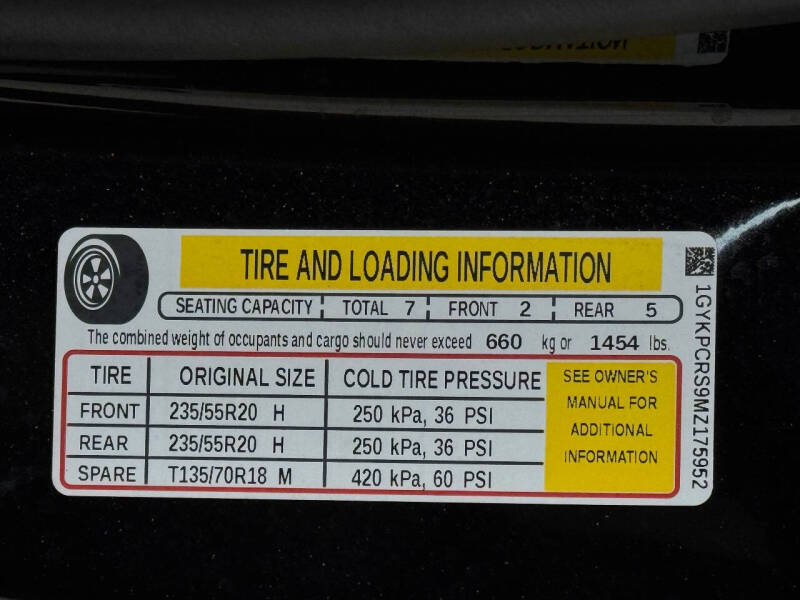 TIRE AND LOADING INFORMATION
SEATING CAPACITY TOTAL 7 FRONT 2 REAR 5
The combined weight of occupants and cargo should never exceed 660 kg or 1454 lbs.
TIRE ORIGINAL SIZE COLD TIRE PRESSURE
FRONT 235/55R20 H 250 kPa, 36 PSI
REAR 235/55R20 H 250 kPa, 36 PSI
SPARE T135/70R18 M 420 kPa, 60 PSI
SEE OWNER'S
MANUAL FOR
ADDITIONAL
INFORMATION
1GYKPCRS9MZ175952